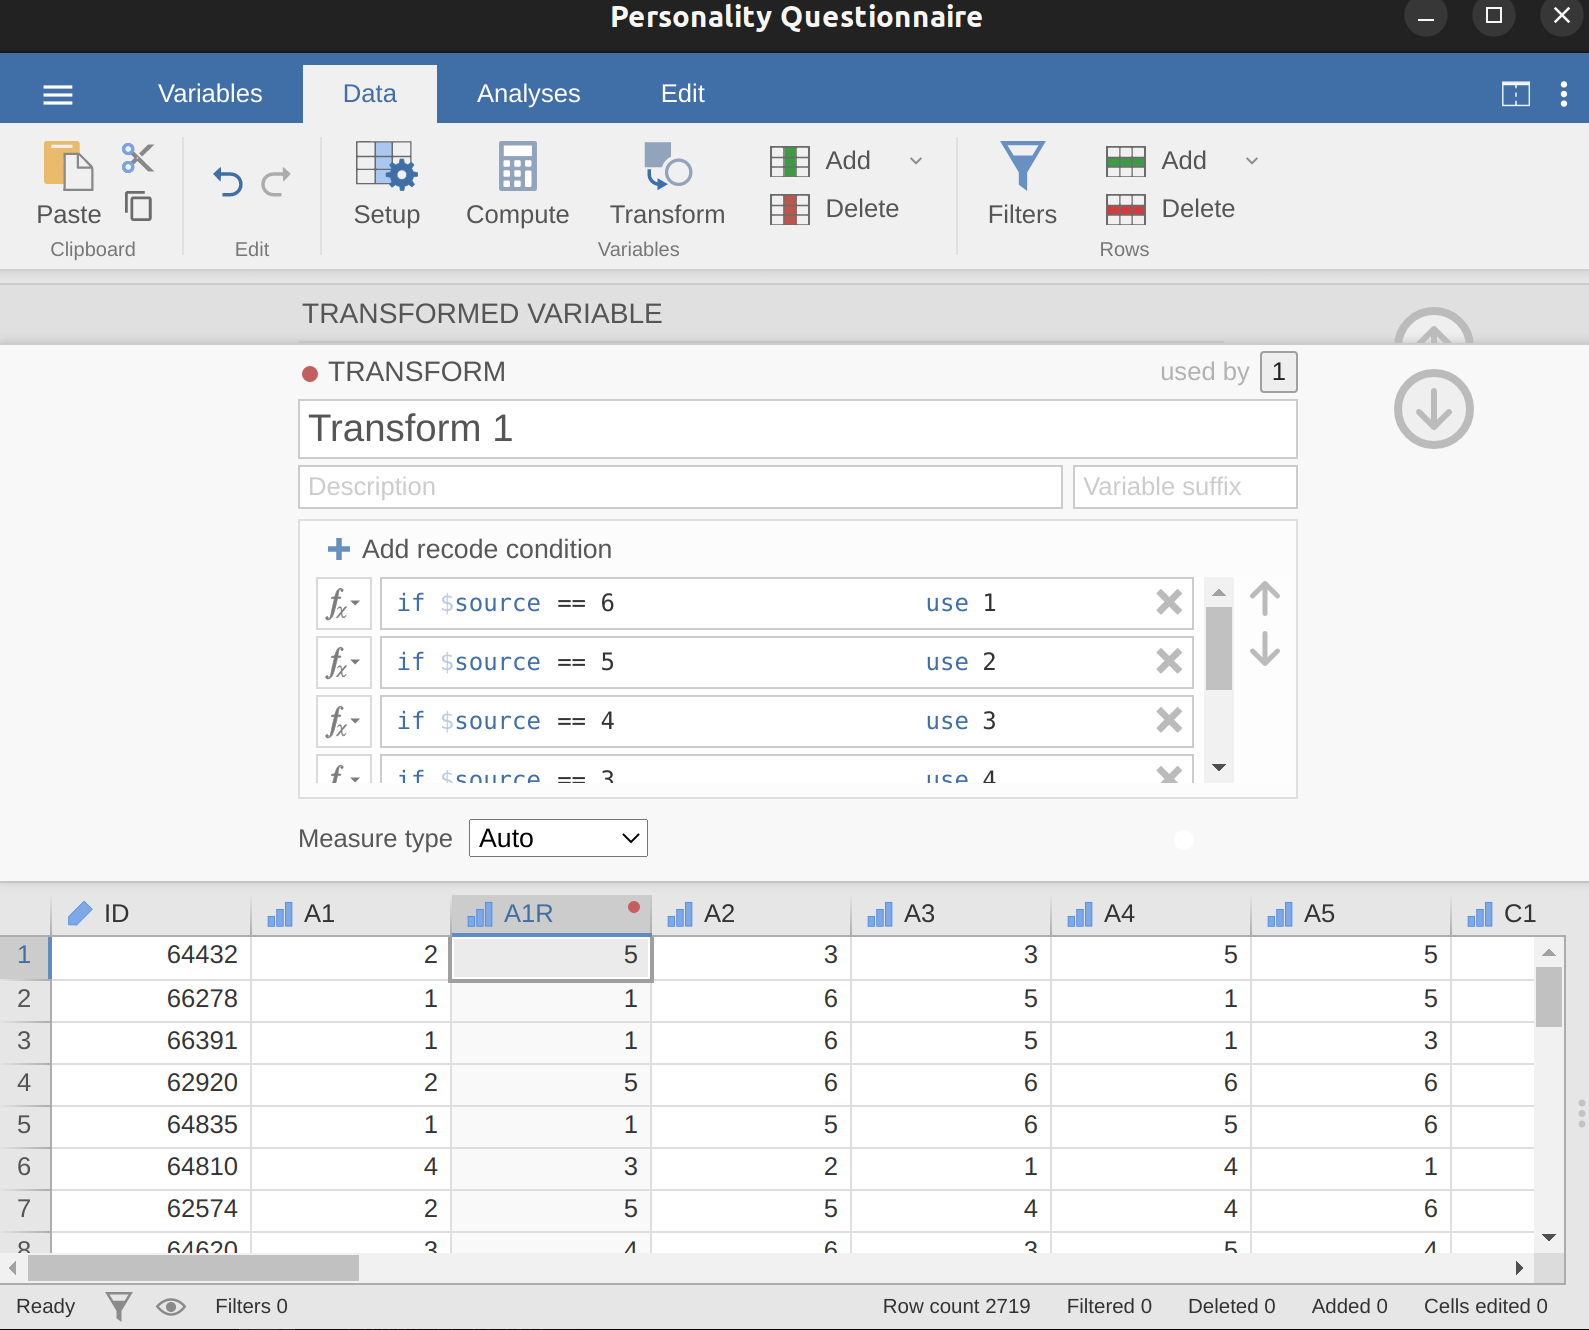 Personality Questionnaire
Variables Data Analyses Edit
Paste Setup Compute Transform Add Delete Filters Add Delete
Clipboard Edit Variables Rows
TRANSFORMED VARIABLE
TRANSFORM used by 1
Transform 1
Description Variable suffix
Add recode condition
fx if $source == 6 use 1
fx if $source == 5 use 2
fx if $source == 4 use 3
if $source == 3 use 4
Measure type Auto
ID A1 A1R A2 A3 A4 A5 C1
1 64432 2 5 3 3 5 5
2 66278 1 1 6 5 1 5
3 66391 1 1 6 5 1 3
4 62920 2 5 6 6 6 6
5 64835 1 1 5 6 5 6
6 64810 4 3 2 1 4 1
7 62574 2 5 5 4 4 6
8 64620 3 4 6 3 5 4
Ready Filters 0 Row count 2719 Filtered 0 Deleted 0 Added 0 Cells edited 0